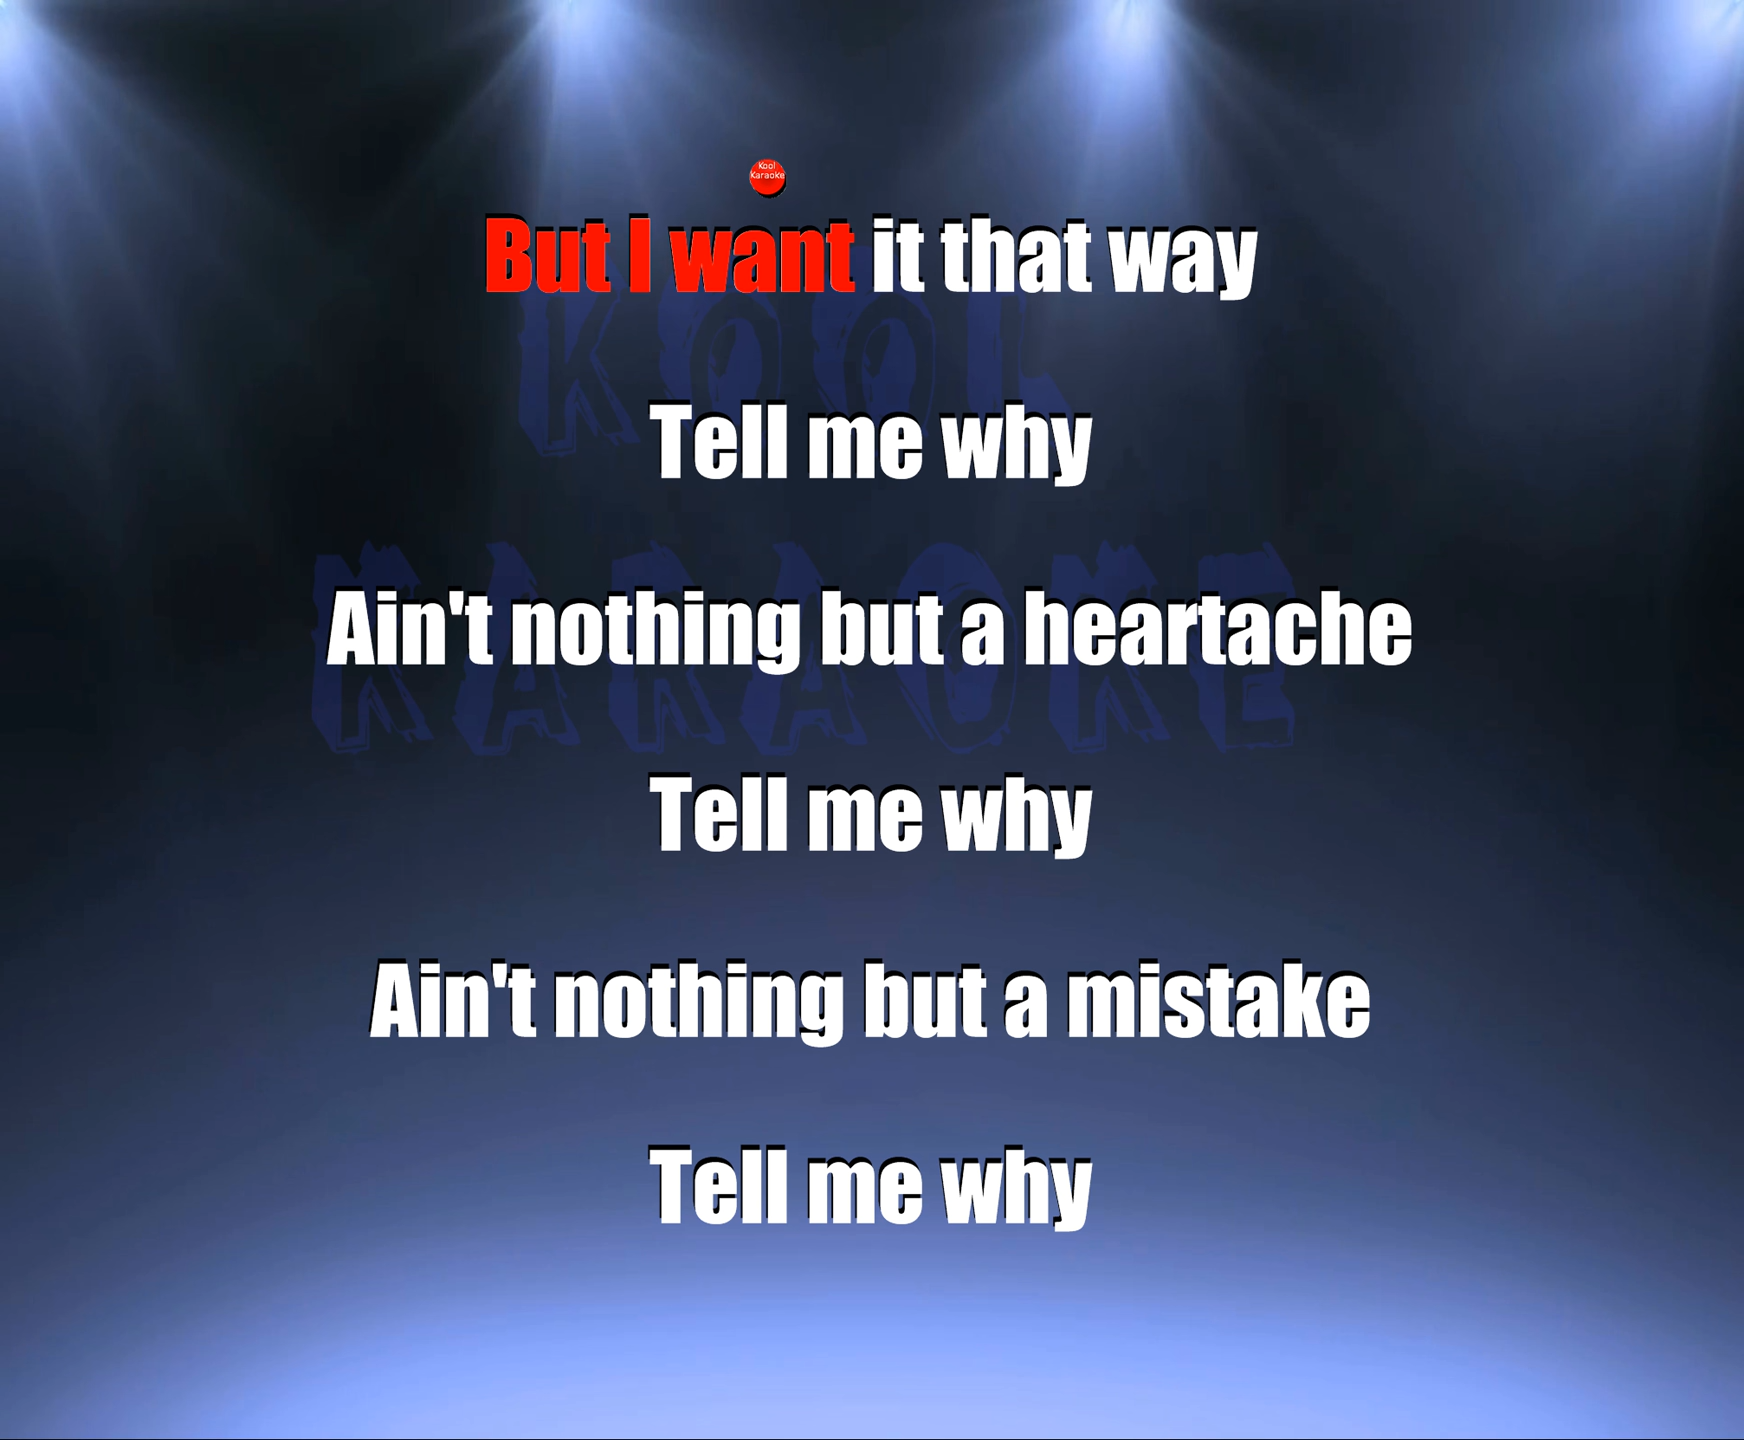 Kool
Karaoke
But I want it that way
KOOL
Tell me why
KARAOKE
Ain't nothing but a heartache
Tell me why
Ain't nothing but a mistake
Tell me why